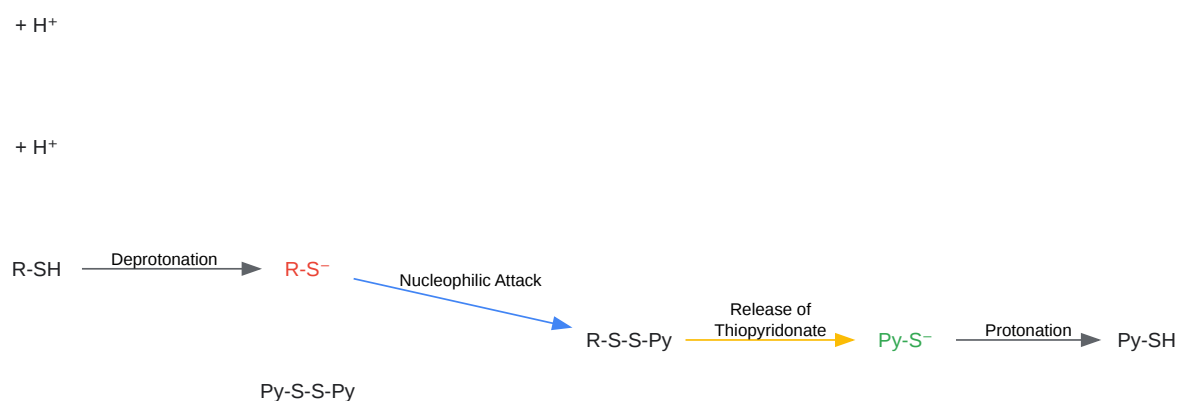 + H⁺
+ H⁺
R-SH
Deprotonation
R-S⁻
Nucleophilic Attack
R-S-S-Py
Release of
Thiopyridonate
Py-S⁻
Protonation
Py-SH
Py-S-S-Py